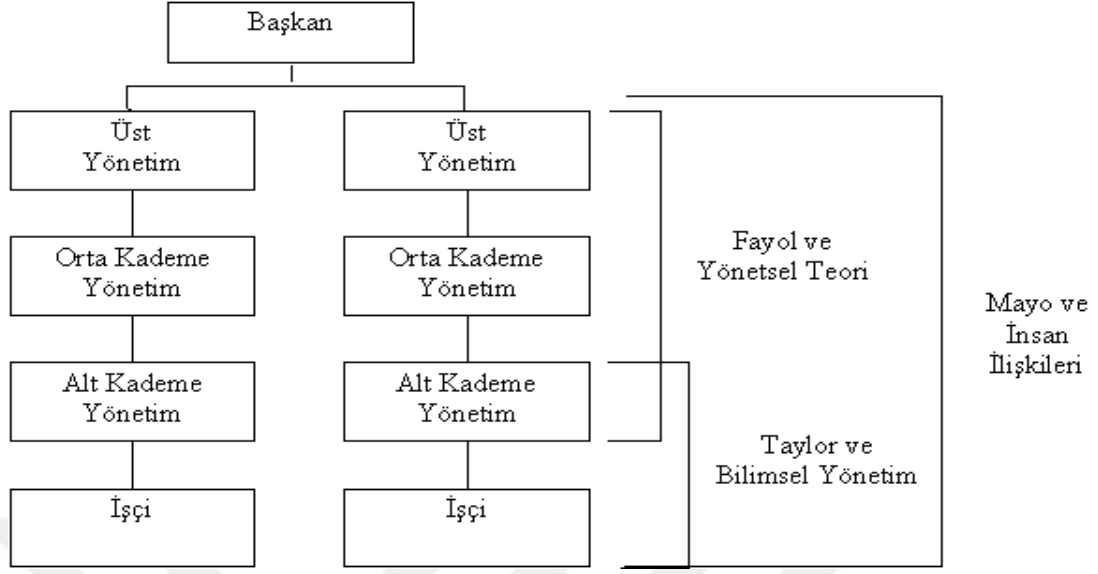 Başkan
Üst
Yönetim
Üst
Yönetim
Orta Kademe
Yönetim
Orta Kademe
Yönetim
Alt Kademe
Yönetim
Alt Kademe
Yönetim
İşçi
İşçi
Fayol ve
Yönetsel Teori
Taylor ve
Bilimsel Yönetim
Mayo ve
İnsan
İlişkileri